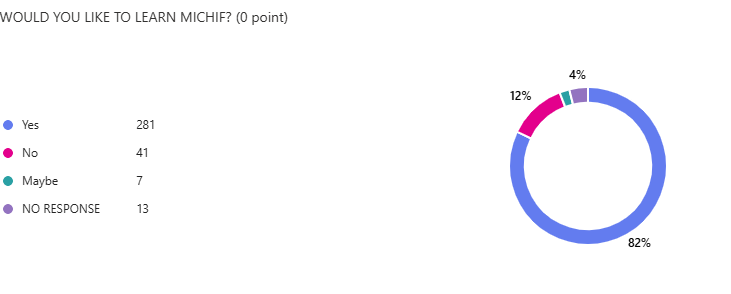 WOULD YOU LIKE TO LEARN MICHIF? (0 point)
Yes 281
No 41
Maybe 7
NO RESPONSE 13
4%
12%
82%